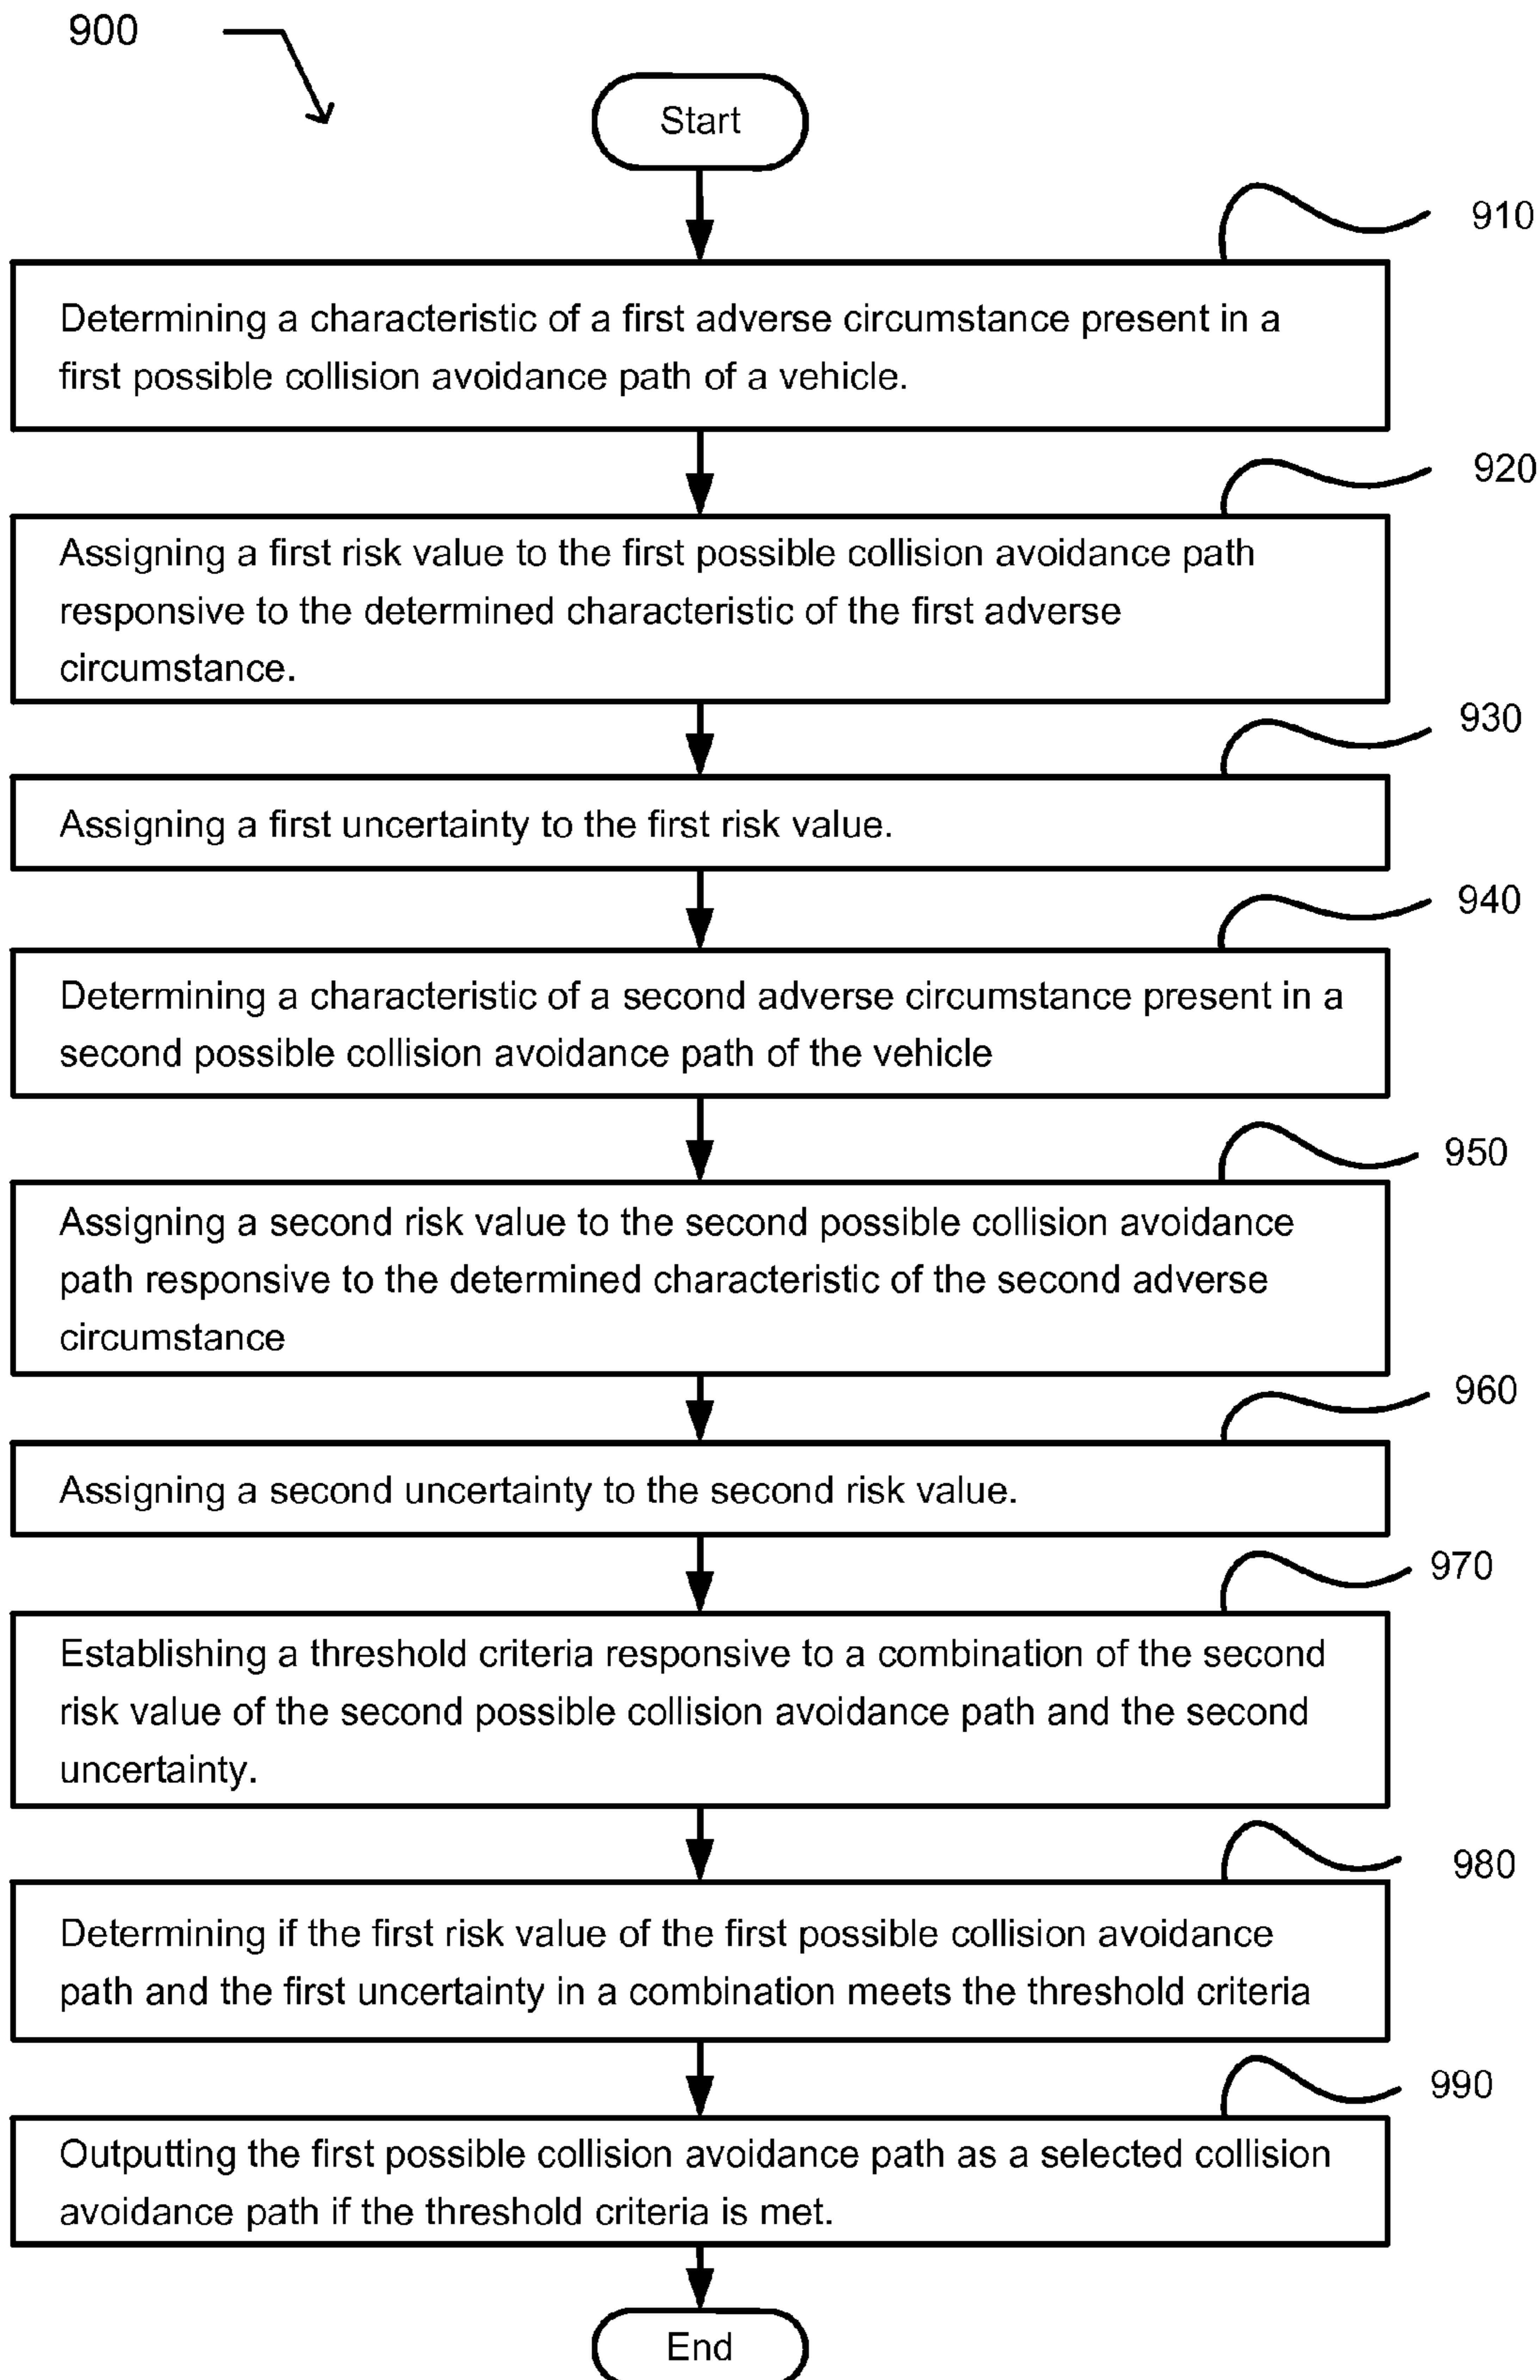 900
Start
910
Determining a characteristic of a first adverse circumstance present in a
first possible collision avoidance path of a vehicle.
920
Assigning a first risk value to the first possible collision avoidance path
responsive to the determined characteristic of the first adverse
circumstance.
930
Assigning a first uncertainty to the first risk value.
940
Determining a characteristic of a second adverse circumstance present in a
second possible collision avoidance path of the vehicle
950
Assigning a second risk value to the second possible collision avoidance
path responsive to the determined characteristic of the second adverse
circumstance
960
Assigning a second uncertainty to the second risk value.
970
Establishing a threshold criteria responsive to a combination of the second
risk value of the second possible collision avoidance path and the second
uncertainty.
980
Determining if the first risk value of the first possible collision avoidance
path and the first uncertainty in a combination meets the threshold criteria
990
Outputting the first possible collision avoidance path as a selected collision
avoidance path if the threshold criteria is met.
End